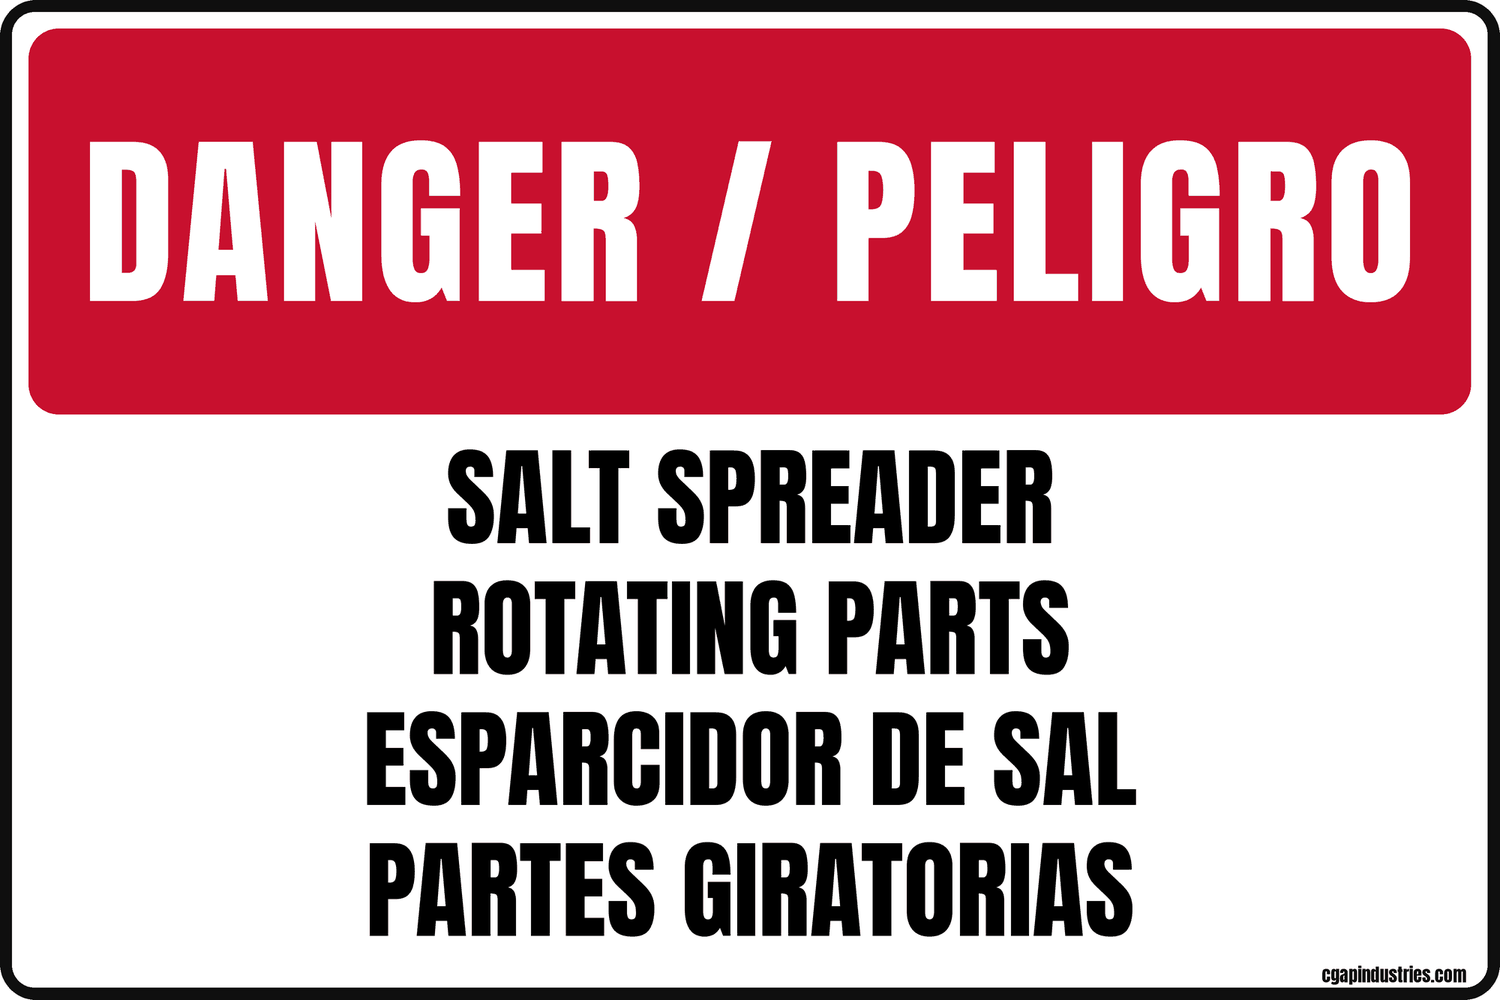 DANGER / PELIGRO
SALT SPREADER
ROTATING PARTS
ESPARCIDOR DE SAL
PARTES GIRATORIAS
cgapindustries.com